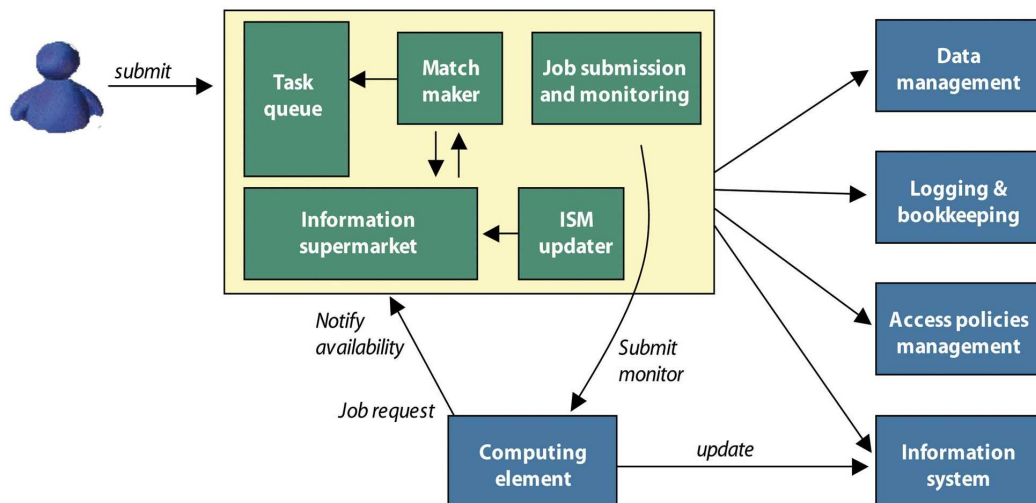 submit
Task
queue
Match
maker
Job submission
and monitoring
Information
supermarket
ISM
updater
Data
management
Logging &
bookkeeping
Access policies
management
Information
system
Notify
availability
Job request
Submit
monitor
Computing
element
update